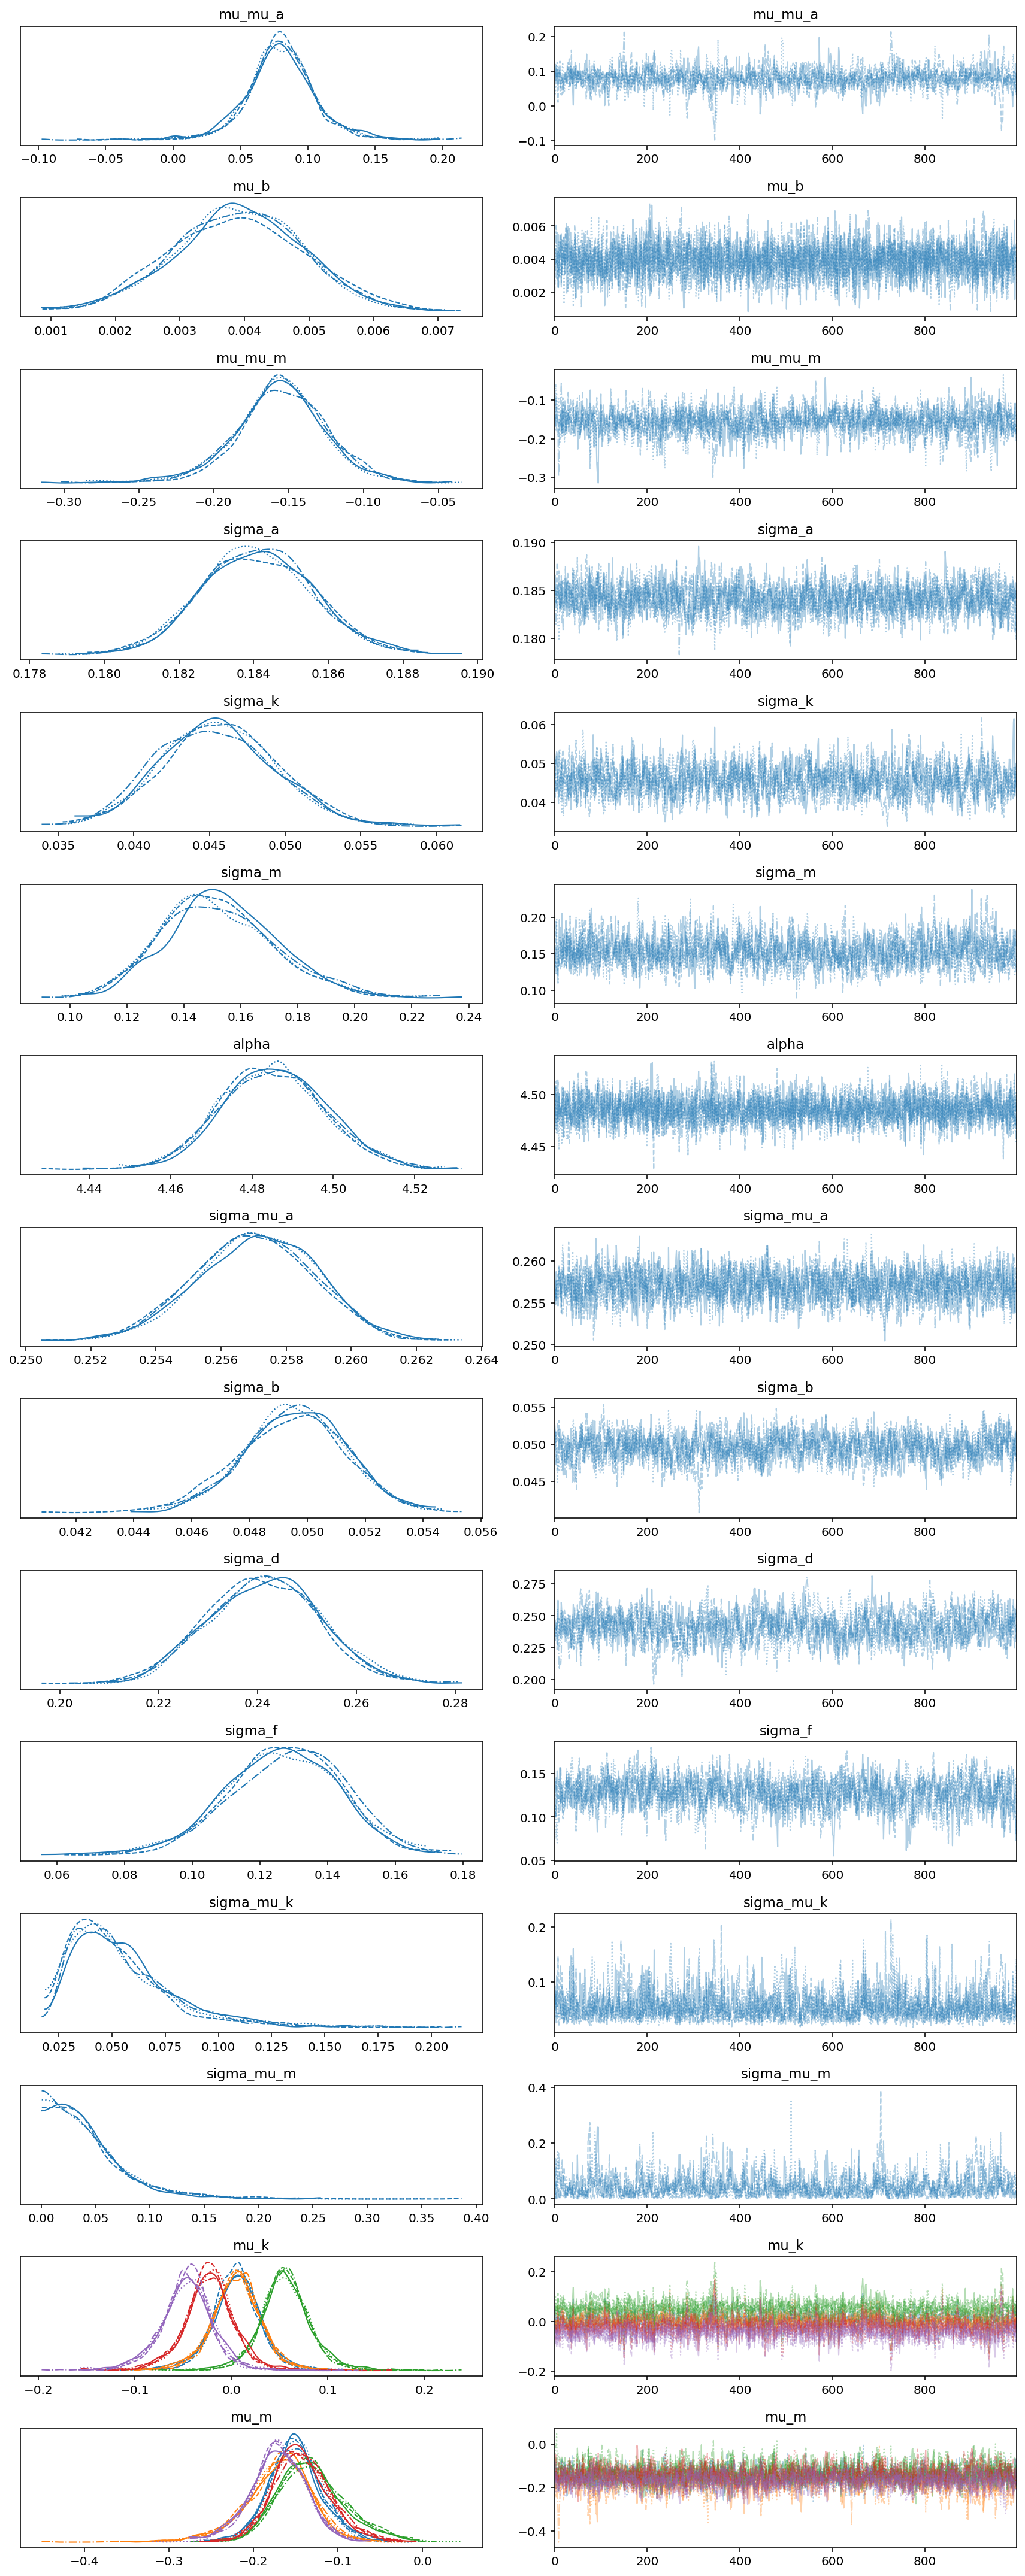 mu_mu_a mu_mu_a
0.2
0.1
0.0
−0.1
−0.10 −0.05 0.00 0.05 0.10 0.15 0.20 0 200 400 600 800
mu_b mu_b
0.006
0.004
0.002
0.001 0.002 0.003 0.004 0.005 0.006 0.007 0 200 400 600 800
mu_mu_m mu_mu_m
−0.1
−0.2
−0.3
−0.30 −0.25 −0.20 −0.15 −0.10 −0.05 0 200 400 600 800
sigma_a sigma_a
0.190
0.185
0.180
0.178 0.180 0.182 0.184 0.186 0.188 0.190 0 200 400 600 800
sigma_k sigma_k
0.06
0.05
0.04
0.035 0.040 0.045 0.050 0.055 0.060 0 200 400 600 800
sigma_m sigma_m
0.20
0.15
0.10
0.10 0.12 0.14 0.16 0.18 0.20 0.22 0.24 0 200 400 600 800
alpha alpha
4.50
4.45
4.44 4.46 4.48 4.50 4.52 0 200 400 600 800
sigma_mu_a sigma_mu_a
0.260
0.255
0.250
0.250 0.252 0.254 0.256 0.258 0.260 0.262 0.264 0 200 400 600 800
sigma_b sigma_b
0.055
0.050
0.045
0.042 0.044 0.046 0.048 0.050 0.052 0.054 0.056 0 200 400 600 800
sigma_d sigma_d
0.275
0.250
0.225
0.200
0.20 0.22 0.24 0.26 0.28 0 200 400 600 800
sigma_f sigma_f
0.15
0.10
0.05
0.06 0.08 0.10 0.12 0.14 0.16 0.18 0 200 400 600 800
sigma_mu_k sigma_mu_k
0.2
0.1
0.025 0.050 0.075 0.100 0.125 0.150 0.175 0.200 0 200 400 600 800
sigma_mu_m sigma_mu_m
0.4
0.2
0.0
0.00 0.05 0.10 0.15 0.20 0.25 0.30 0.35 0.40 0 200 400 600 800
mu_k mu_k
0.2
0.0
−0.2
−0.2 −0.1 0.0 0.1 0.2 0 200 400 600 800
mu_m mu_m
0.0
−0.2
−0.4
−0.4 −0.3 −0.2 −0.1 0.0 0 200 400 600 800